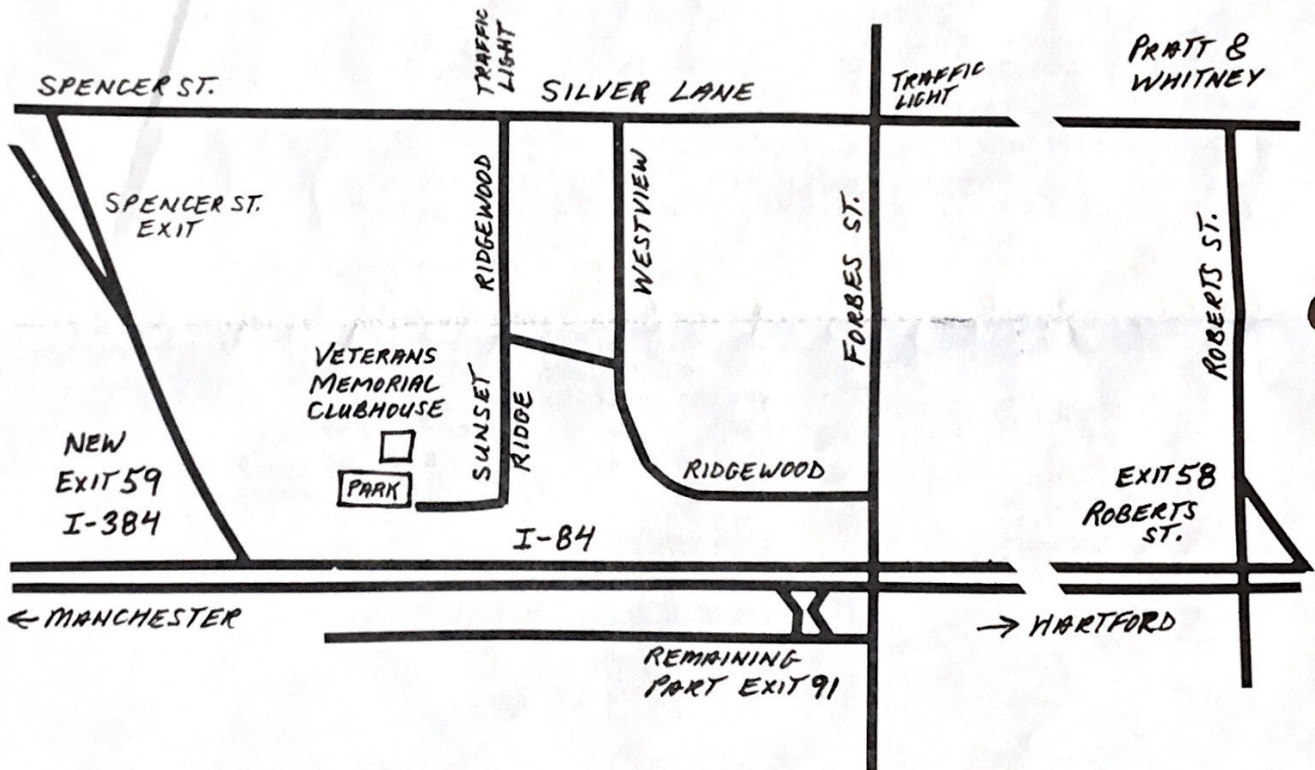 SPENCER ST.
TRAFFIC
LIGHT
SILVER LANE
TRAFFIC
LIGHT
PRATT &
WHITNEY
SPENCER ST.
EXIT
RIDGEWOOD
WESTVIEW
FORBES ST.
ROBERTS ST.
VETERANS
MEMORIAL
CLUBHOUSE
PARK
SUNSET
RIDGE
RIDGEWOOD
NEW
EXIT 59
I-384
I-84
EXIT 58
ROBERTS
ST.
← MANCHESTER
→ HARTFORD
REMAINING
PART EXIT 91